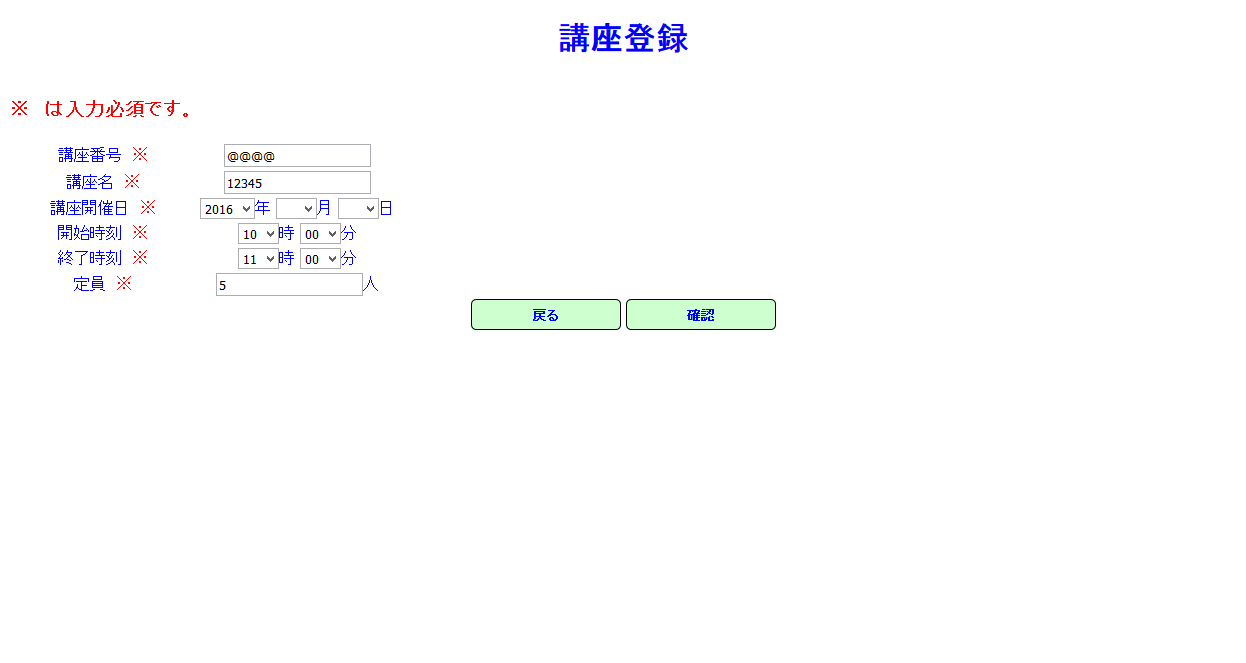 講座登録
※ は入力必須です。
講座番号 ※ @@@@
講座名 ※ 12345
講座開催日 ※ 2016 年 月 日
開始時刻 ※ 10 時 00 分
終了時刻 ※ 11 時 00 分
定員 ※ 5 人
戻る 確認